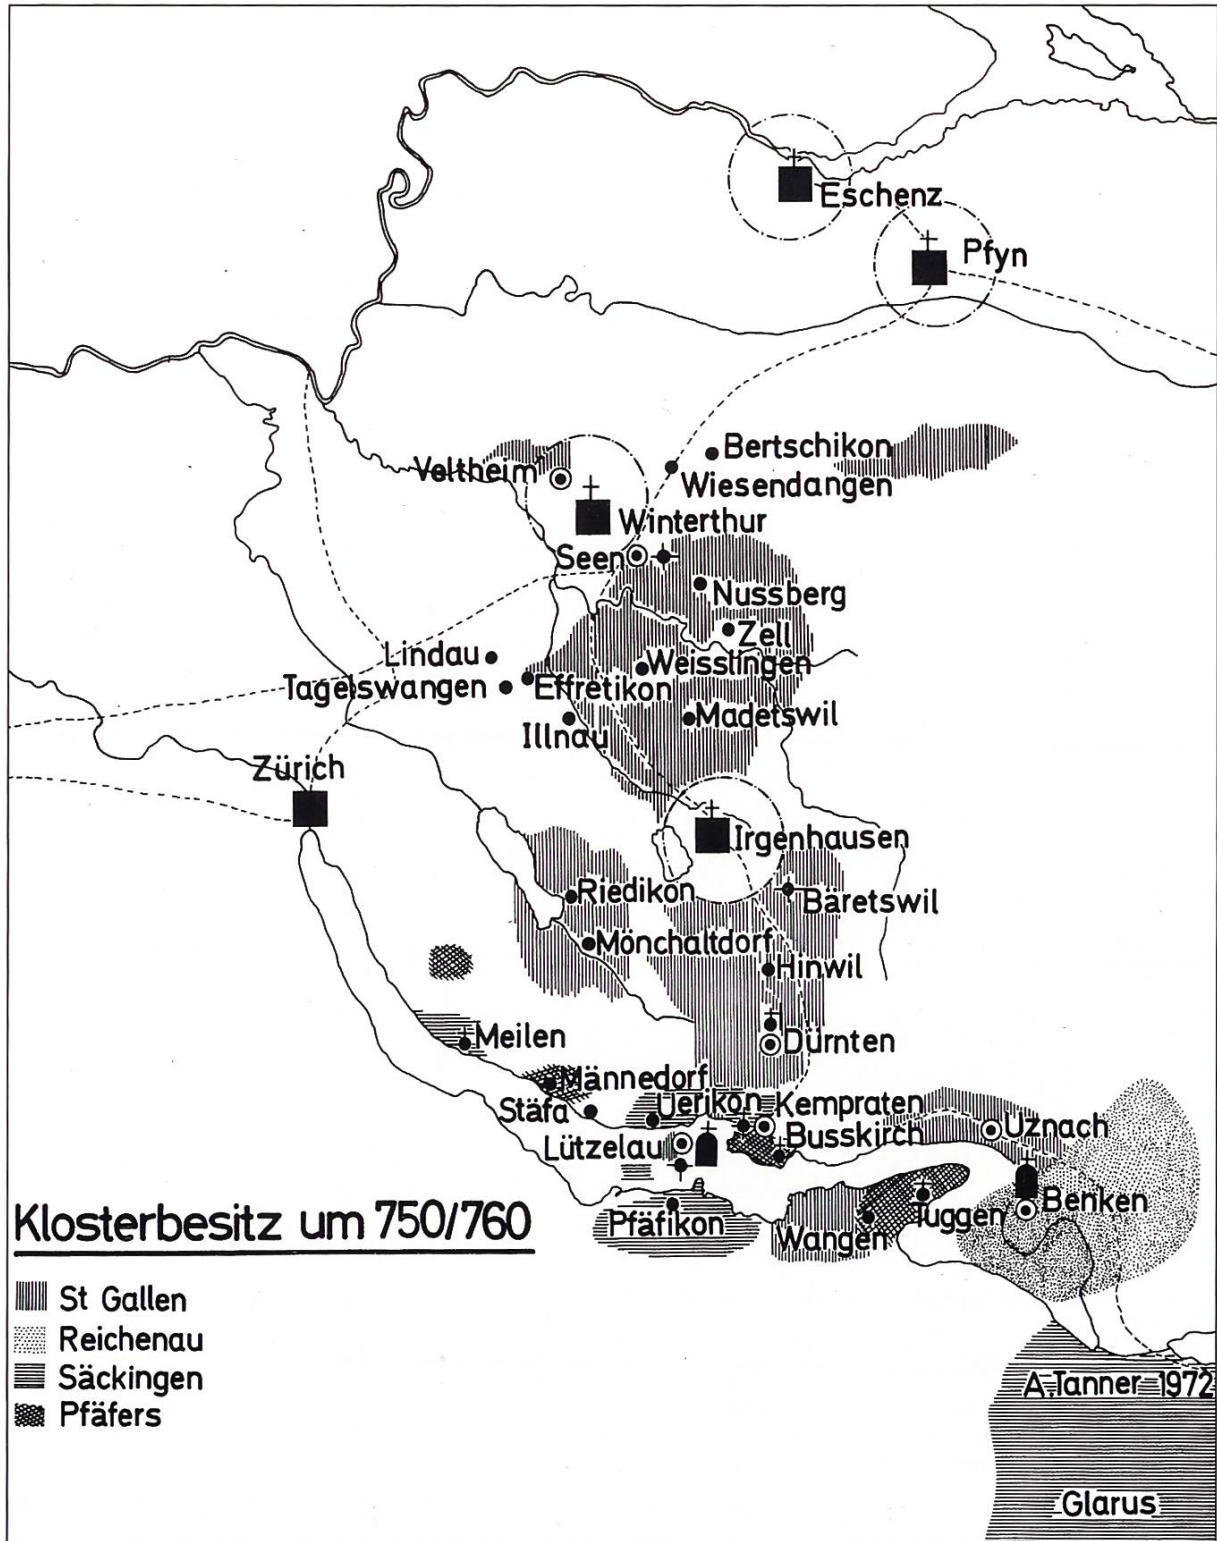 Eschenz
Pfyn
Bertschikon
Veltheim
Wiesendangen
Winterthur
Seen
Nussberg
Zell
Lindau
Weisslingen
Tagelswangen
Effretikon
Madetswil
Illnau
Zürich
Irgenhausen
Riedikon
Bäretswil
Mönchaltdorf
Hinwil
Meilen
Dürnten
Männedorf
Stäfa
Uerikon
Kempraten
Uznach
Lützelau
Busskirch
Benken
Pfäfikon
Wangen
Tuggen
Klosterbesitz um 750/760
St Gallen
Reichenau
Säckingen
Pfäfers
A.Tanner 1972
Glarus